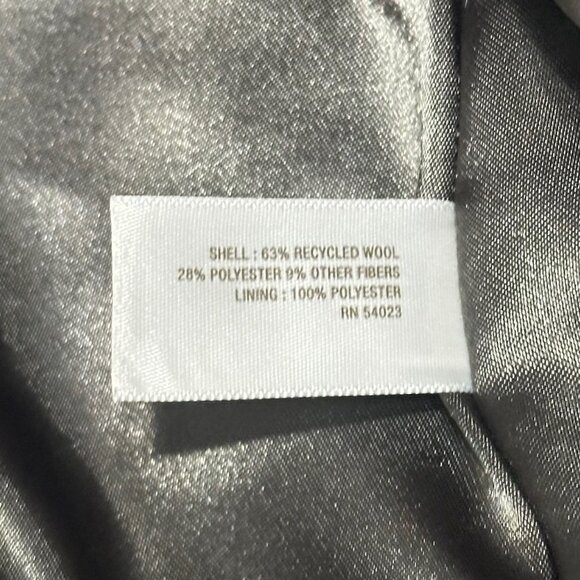 SHELL : 63% RECYCLED WOOL
28% POLYESTER 9% OTHER FIBERS
LINING : 100% POLYESTER
RN 54023